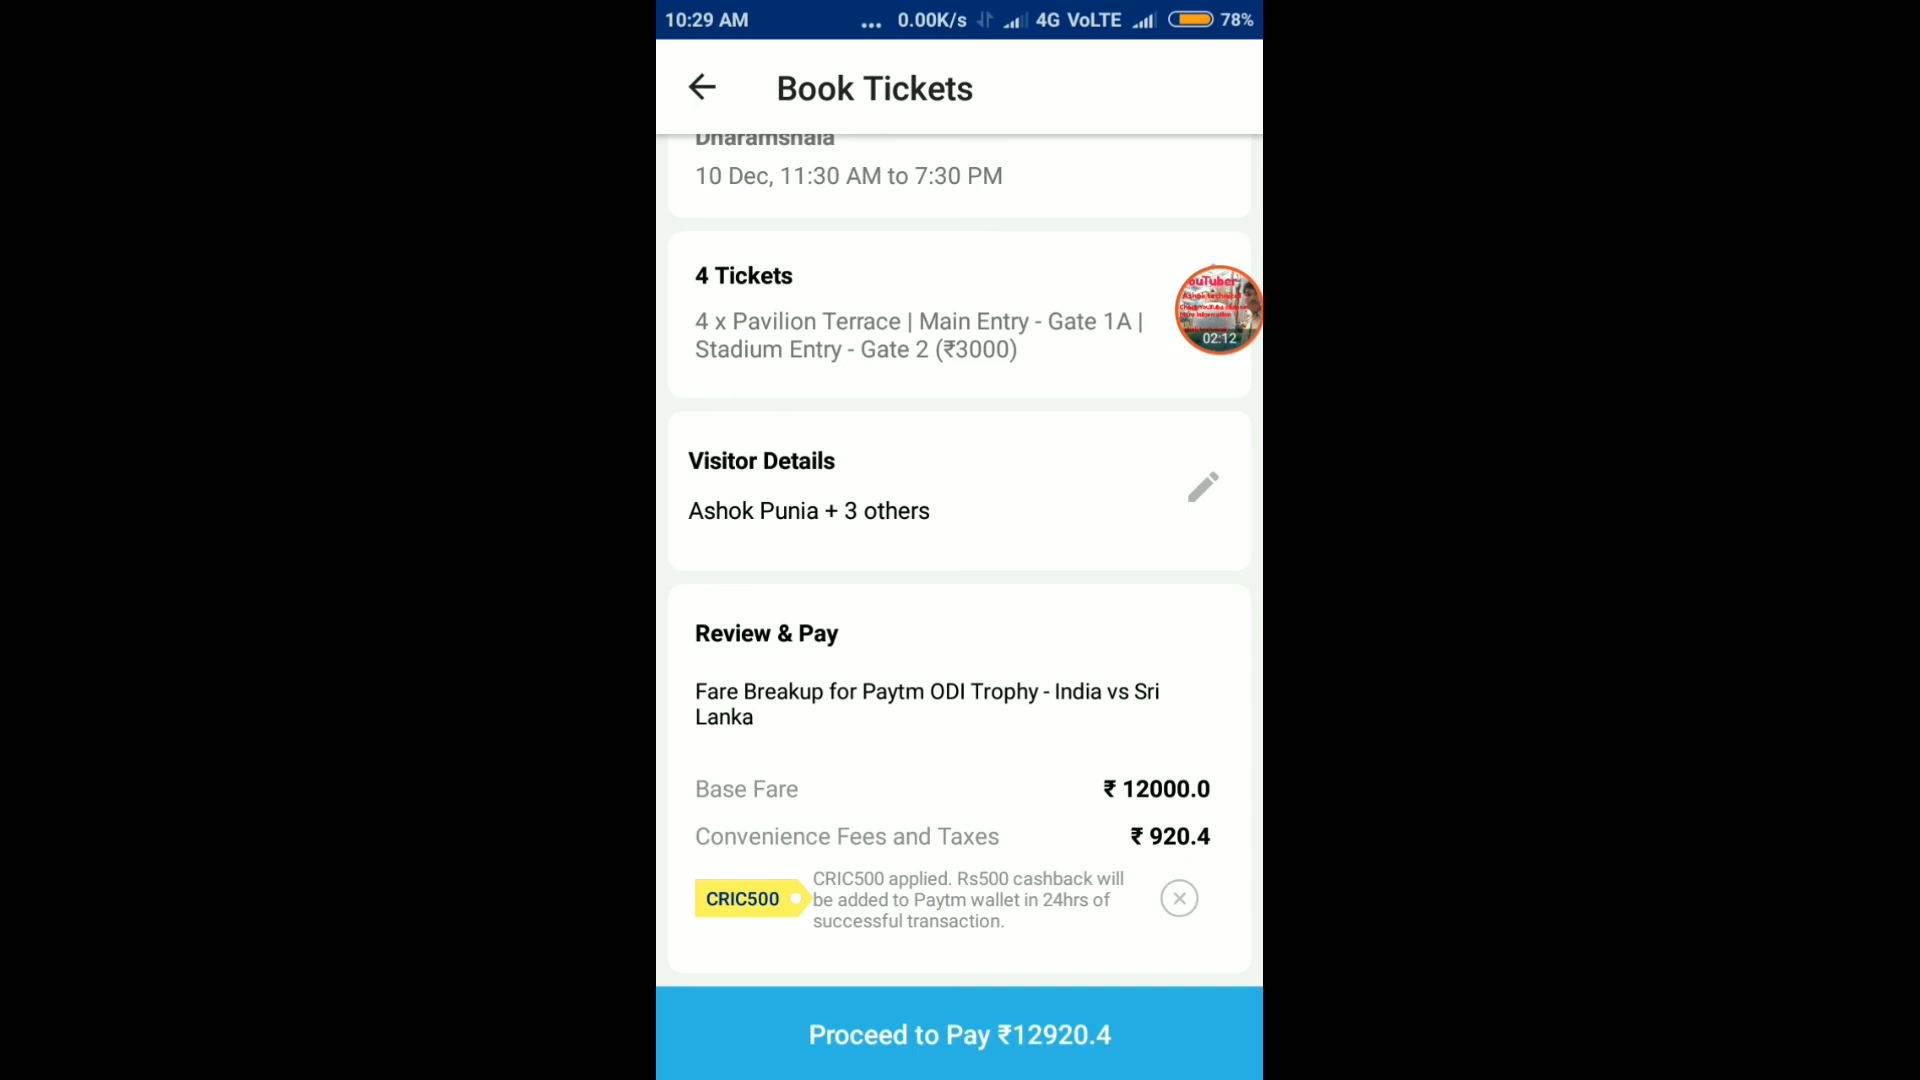 10:29 AM ... 0.00K/s 4G VoLTE 78%
Book Tickets
Dharamshala
10 Dec, 11:30 AM to 7:30 PM
4 Tickets
4 x Pavilion Terrace | Main Entry - Gate 1A |
Stadium Entry - Gate 2 (₹3000)
ouTuber
02:12
Visitor Details
Ashok Punia + 3 others
Review & Pay
Fare Breakup for Paytm ODI Trophy - India vs Sri
Lanka
Base Fare ₹ 12000.0
Convenience Fees and Taxes ₹ 920.4
CRIC500
CRIC500 applied. Rs500 cashback will
be added to Paytm wallet in 24hrs of
successful transaction.
Proceed to Pay ₹12920.4